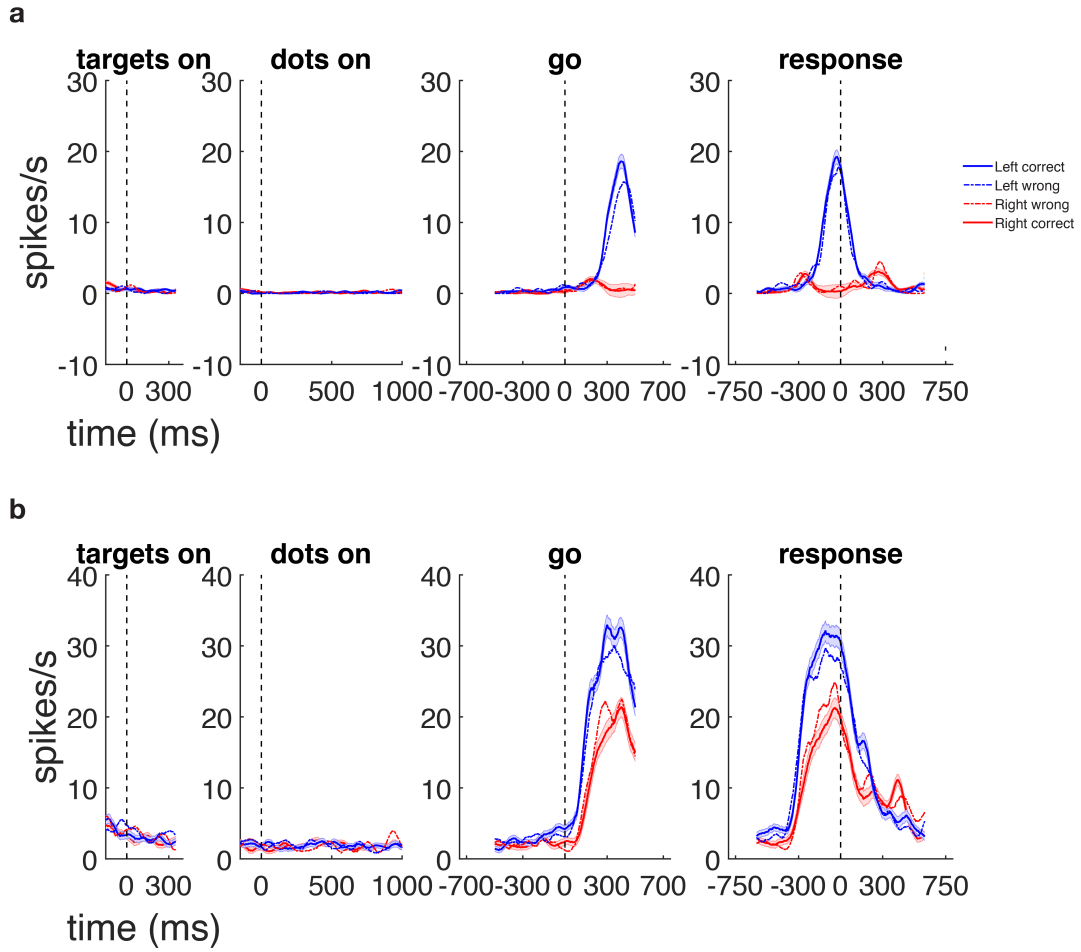 a
targets on dots on go response
30 30 30 30
20 20 20 20
10 10 10 10
0 0 0 0
-10 -10 -10 -10
0 300 0 500 1000 -700 -300 0 300 700 -750 -300 0 300 750
spikes/s
time (ms)
Left correct
Left wrong
Right wrong
Right correct
b
targets on dots on go response
40 40 40 40
30 30 30 30
20 20 20 20
10 10 10 10
0 0 0 0
0 300 0 500 1000 -700 -300 0 300 700 -750 -300 0 300 750
spikes/s
time (ms)